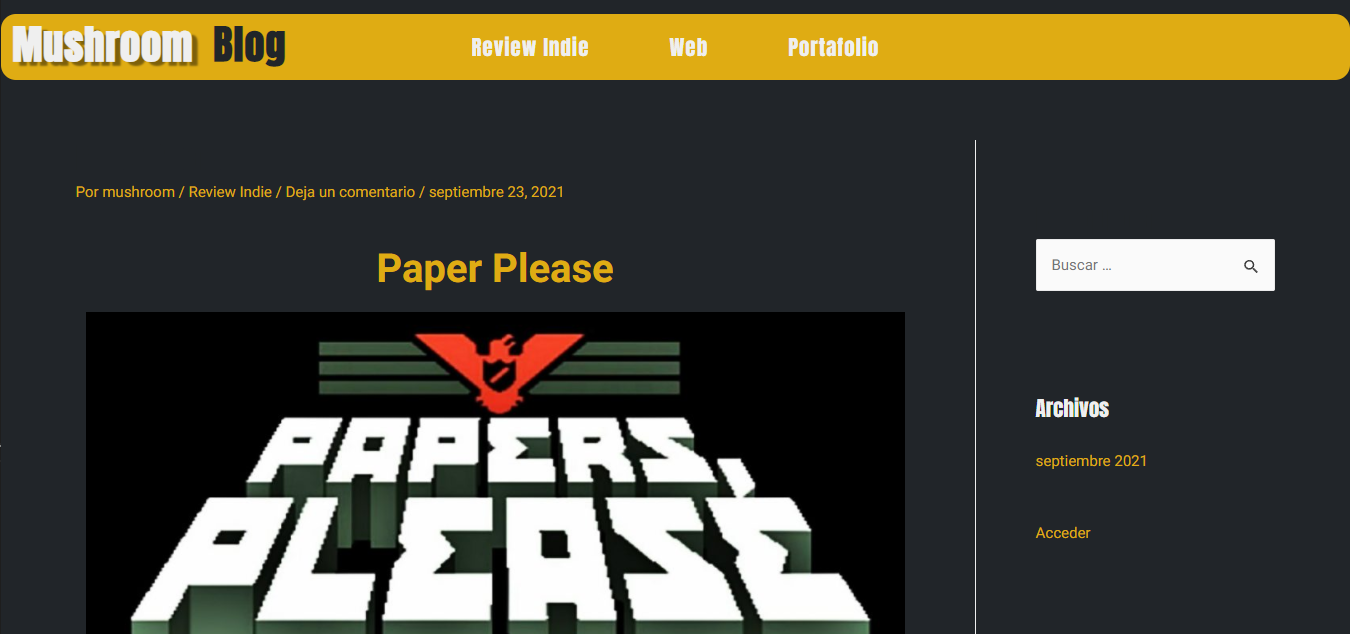 Mushroom Blog
Review Indie
Web
Portafolio
Por mushroom / Review Indie / Deja un comentario / septiembre 23, 2021
Paper Please
PAPERS,
PLEASE
Buscar ...
Archivos
septiembre 2021
Acceder